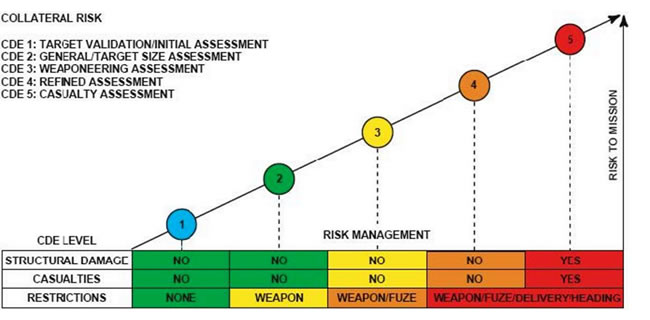 COLLATERAL RISK
CDE 1: TARGET VALIDATION/INITIAL ASSESSMENT
CDE 2: GENERAL/TARGET SIZE ASSESSMENT
CDE 3: WEAPONEERING ASSESSMENT
CDE 4: REFINED ASSESSMENT
CDE 5: CASUALTY ASSESSMENT
5
4
3
2
1
RISK TO MISSION
CDE LEVEL
RISK MANAGEMENT
STRUCTURAL DAMAGE NO NO NO NO YES
CASUALTIES NO NO NO NO YES
RESTRICTIONS NONE WEAPON WEAPON/FUZE WEAPON/FUZE/DELIVERY/HEADING